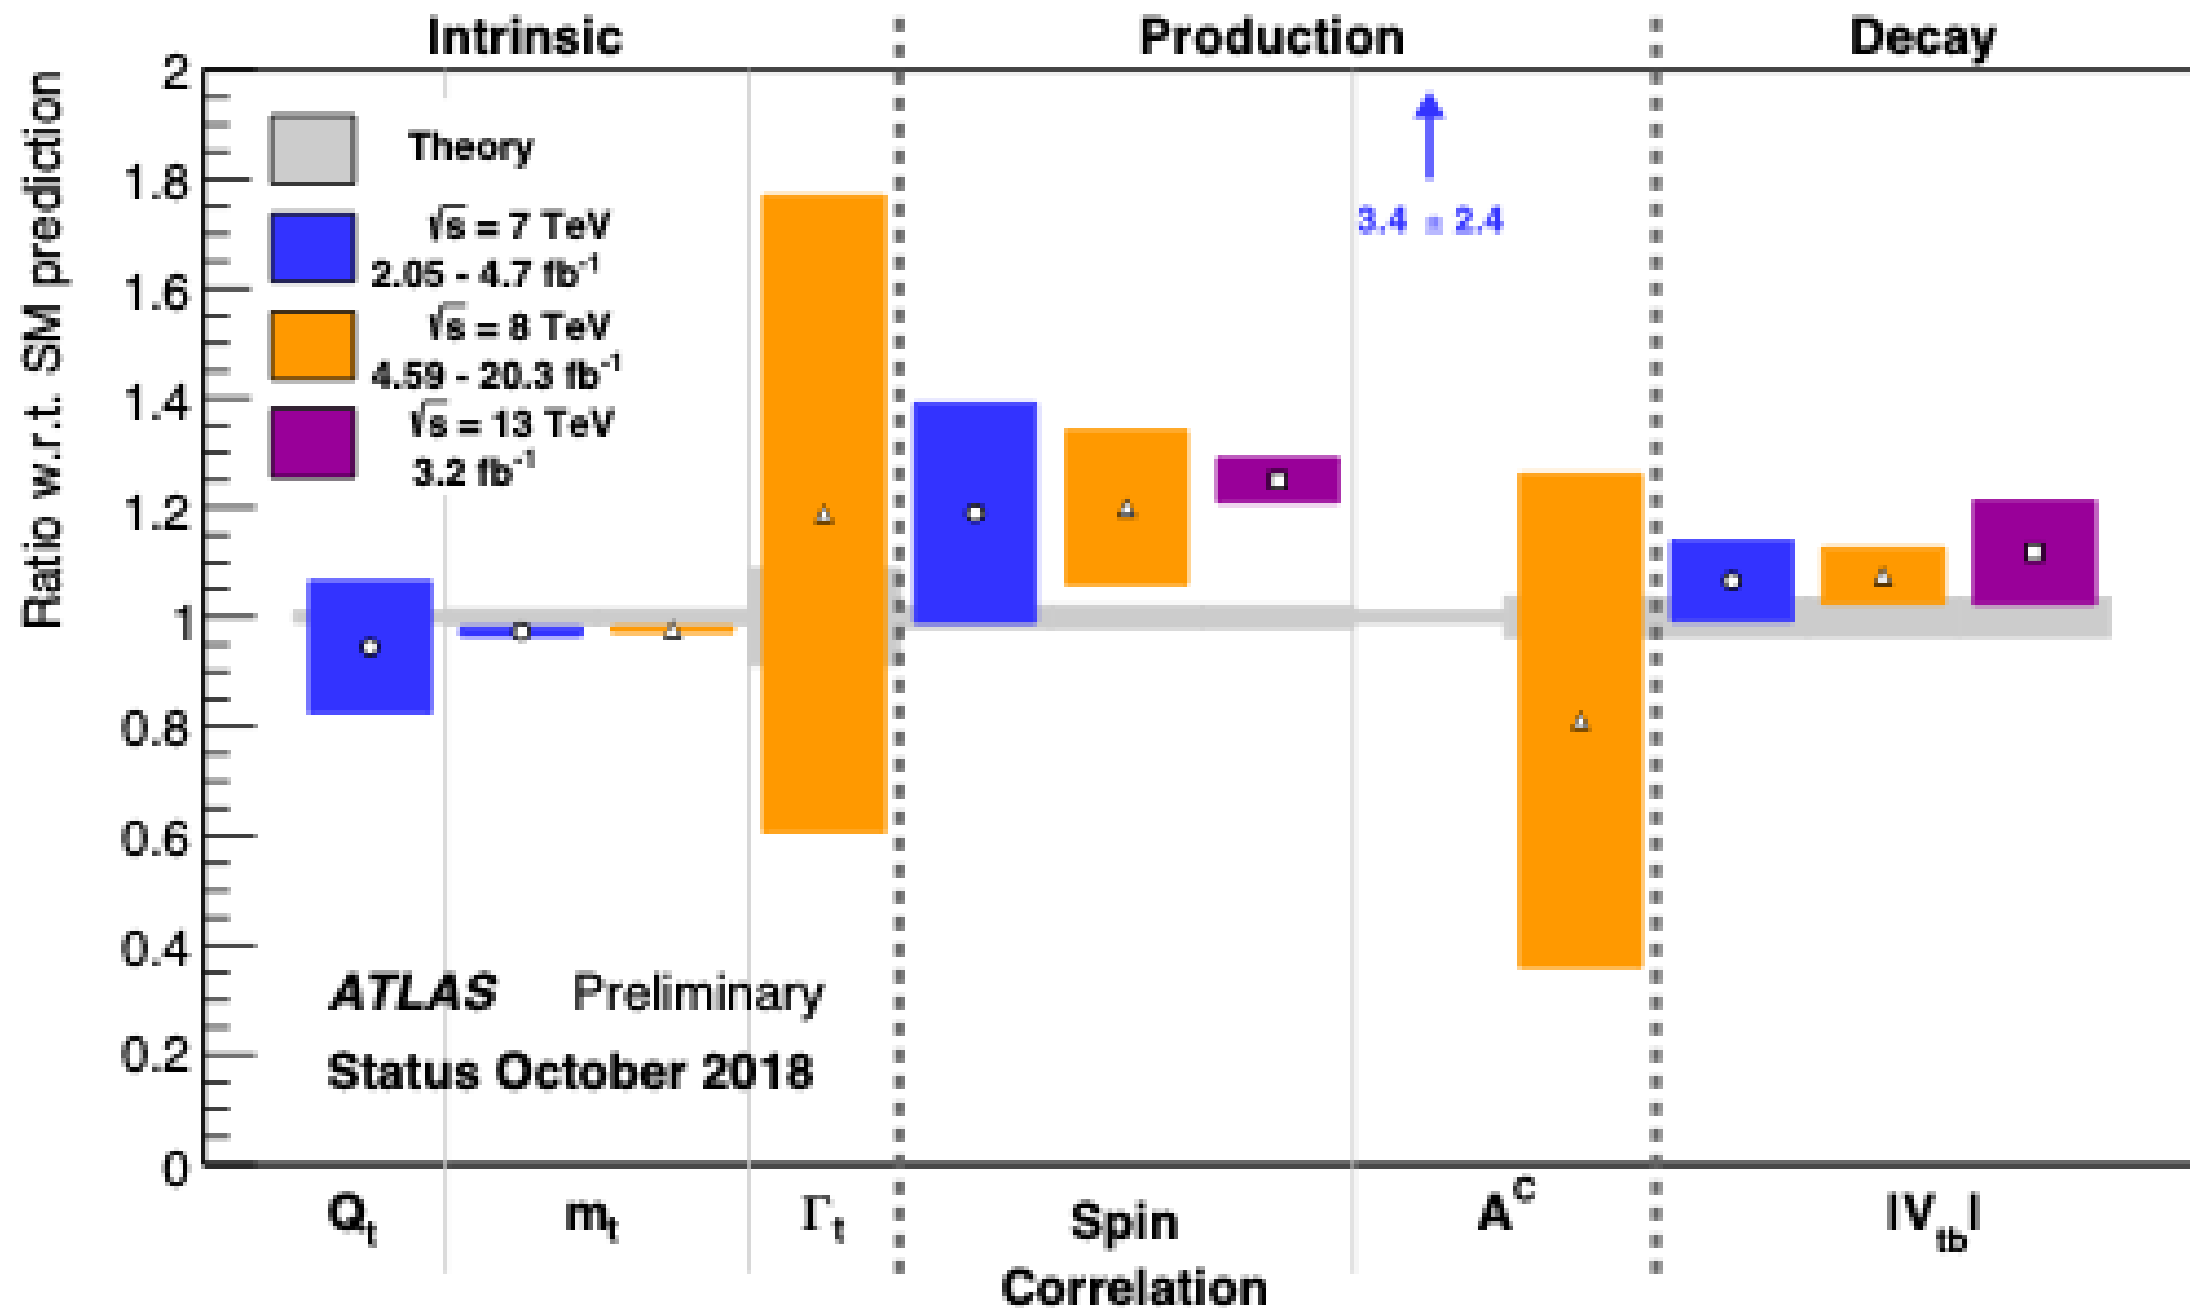 Intrinsic Production Decay
Ratio w.r.t. SM prediction
2
1.8
1.6
1.4
1.2
1
0.8
0.6
0.4
0.2
0
Theory
√s = 7 TeV
2.05 - 4.7 fb⁻¹
√s = 8 TeV
4.59 - 20.3 fb⁻¹
√s = 13 TeV
3.2 fb⁻¹
3.4 ± 2.4
ATLAS Preliminary
Status October 2018
Qt mt Γt Spin Correlation A^C |Vtb|